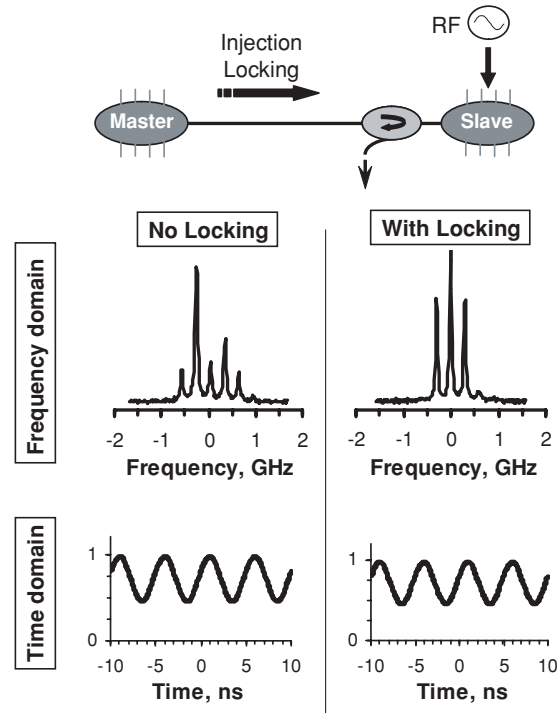 RF
Injection
Locking
Master
Slave
No Locking
With Locking
Frequency domain
-2 -1 0 1 2
Frequency, GHz
-2 -1 0 1 2
Frequency, GHz
Time domain
1
0
-10 -5 0 5 10
Time, ns
1
0
-10 -5 0 5 10
Time, ns